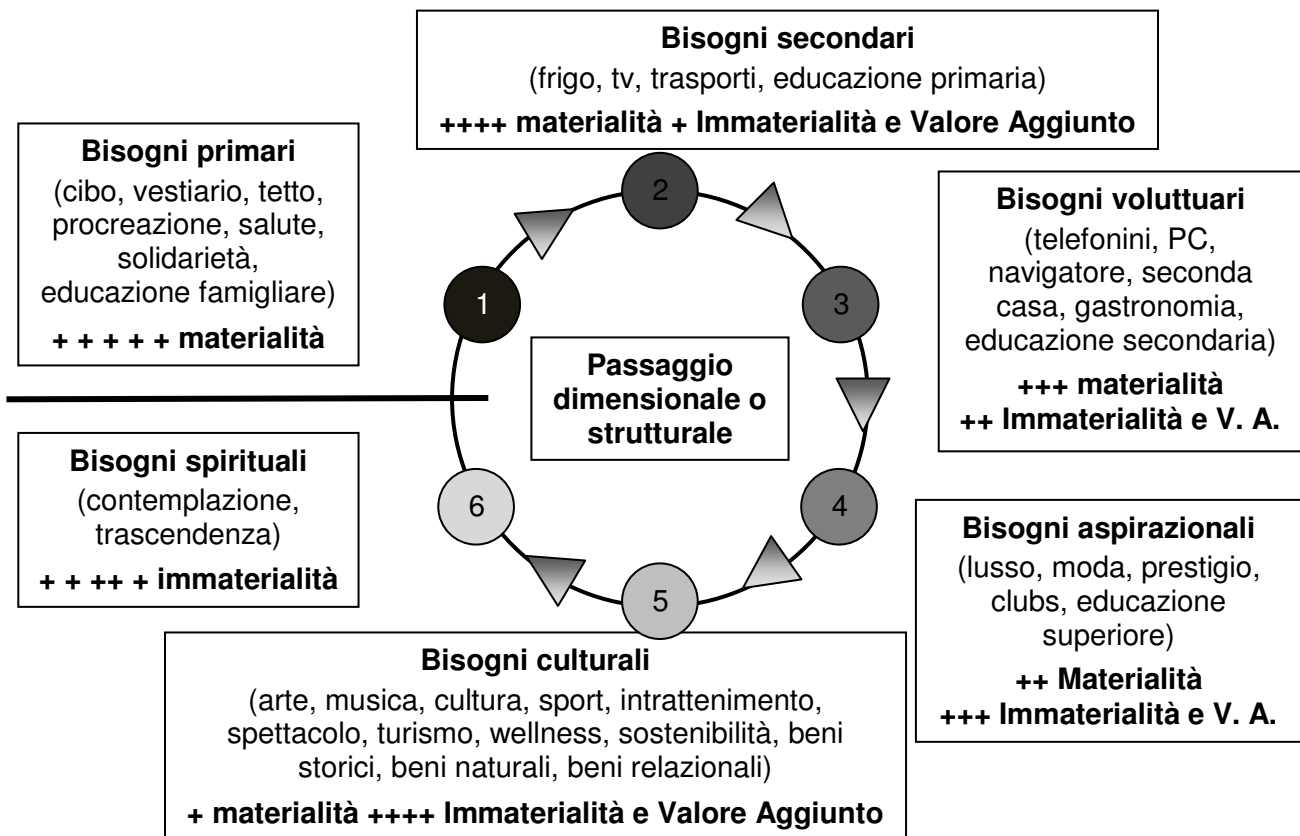 Bisogni secondari
(frigo, tv, trasporti, educazione primaria)
++++ materialità + Immaterialità e Valore Aggiunto
Bisogni primari
(cibo, vestiario, tetto,
procreazione, salute,
solidarietà,
educazione famigliare)
+ + + + + materialità
2
Bisogni voluttuari
(telefonini, PC,
navigatore, seconda
casa, gastronomia,
educazione secondaria)
+++ materialità
++ Immaterialità e V. A.
1
3
Passaggio
dimensionale o
strutturale
Bisogni spirituali
(contemplazione,
trascendenza)
+ + ++ + immaterialità
6
4
Bisogni aspirazionali
(lusso, moda, prestigio,
clubs, educazione
superiore)
++ Materialità
+++ Immaterialità e V. A.
5
Bisogni culturali
(arte, musica, cultura, sport, intrattenimento,
spettacolo, turismo, wellness, sostenibilità, beni
storici, beni naturali, beni relazionali)
+ materialità ++++ Immaterialità e Valore Aggiunto